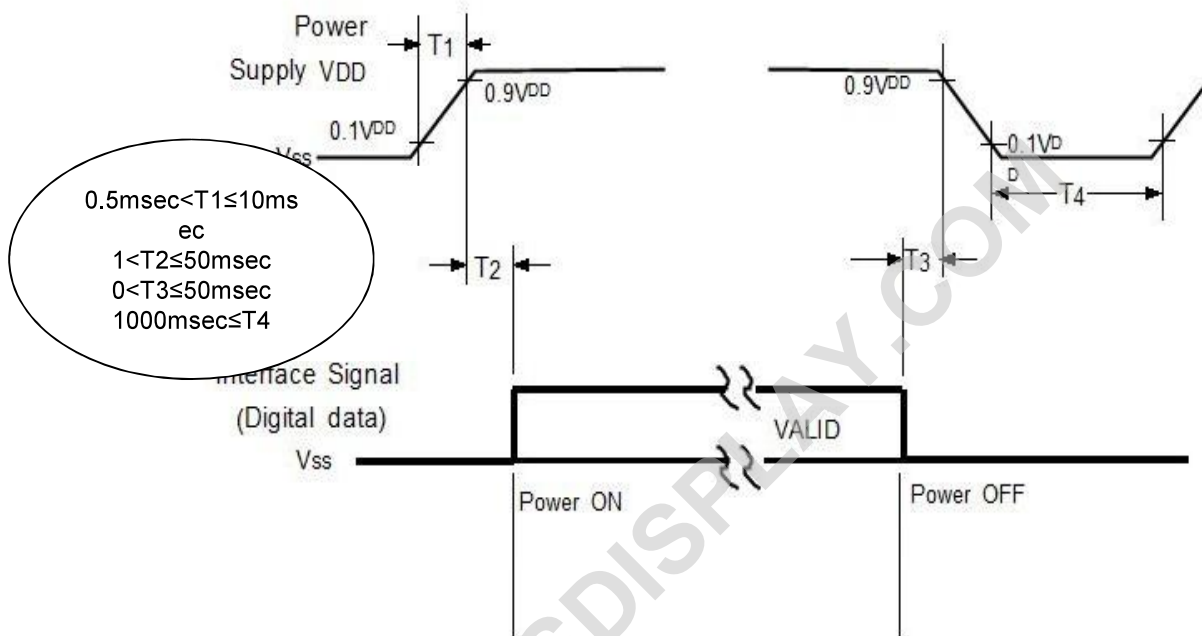 Power
T1
Supply VDD
0.9VDD
0.9VDD
0.1VDD
Vss
0.1VD
D
T4
0.5msec<T1≤10ms
ec
1<T2≤50msec
0<T3≤50msec
1000msec≤T4
T2
T3
Interface Signal
(Digital data)
VALID
Vss
Power ON
Power OFF
SDISPLAY.COM